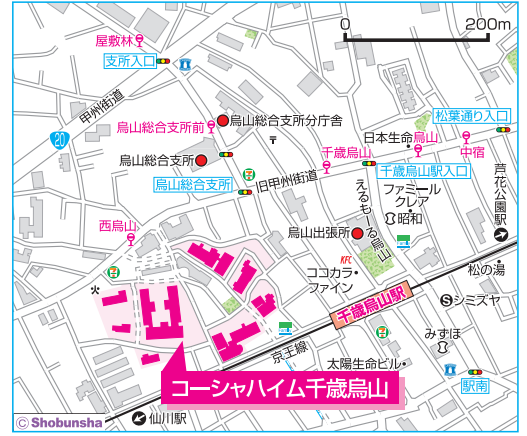 0 200m
屋敷林
支所入口
甲州街道
20
烏山総合支所前
烏山総合支所分庁舎
松葉通り入口
日本生命
烏山
中宿
千歳烏山
千歳烏山駅入口
烏山総合支所
烏山総合支所
旧甲州街道
えるもーる烏山
ファミール
クレア
昭和
芦花公園駅
西烏山
烏山出張所
KFC
ココカラ
ファイン
松の湯
シミズヤ
千歳烏山駅
京王線
みずほ
太陽生命ビル
駅南
コーシャハイム千歳烏山
仙川駅
© Shobunsha